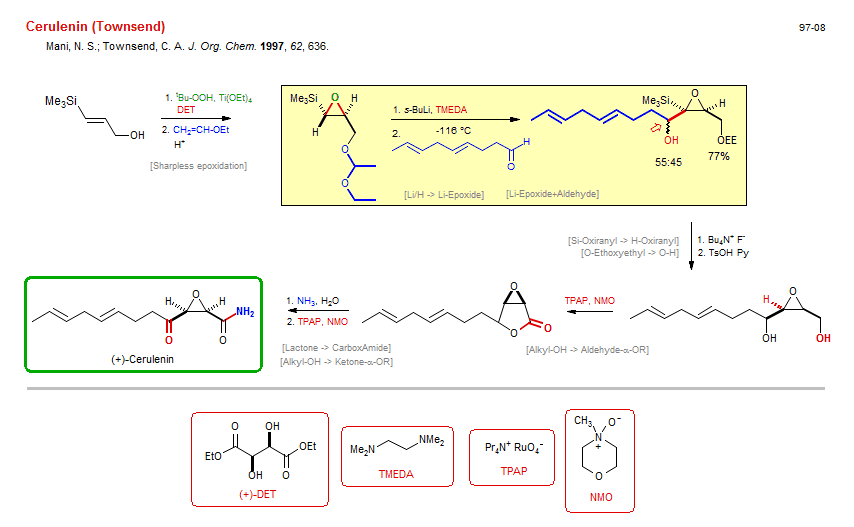 Cerulenin (Townsend)
97-08
Mani, N. S.; Townsend, C. A. J. Org. Chem. 1997, 62, 636.
Me₃Si
OH
1. ᵗBu-OOH, Ti(OEt)₄
DET
2. CH₂=CH-OEt
H⁺
[Sharpless epoxidation]
Me₃Si O H
H
O
O
1. s-BuLi, TMEDA
2. -116 °C
H
O
[Li/H -> Li-Epoxide]
[Li-Epoxide+Aldehyde]
Me₃Si O H
OH
OEE
55:45
77%
[Si-Oxiranyl -> H-Oxiranyl]
[O-Ethoxyethyl -> O-H]
1. Bu₄N⁺ F⁻
2. TsOH Py
H O
OH
OH
TPAP, NMO
[Alkyl-OH -> Aldehyde-α-OR]
O
O
O
1. NH₃, H₂O
2. TPAP, NMO
[Lactone -> CarboxAmide]
[Alkyl-OH -> Ketone-α-OR]
H O H
NH₂
O
O
(+)-Cerulenin
O OH
EtO
OEt
OH O
(+)-DET
Me₂N
NMe₂
TMEDA
Pr₄N⁺ RuO₄⁻
TPAP
CH₃ O⁻
N
+
O
NMO